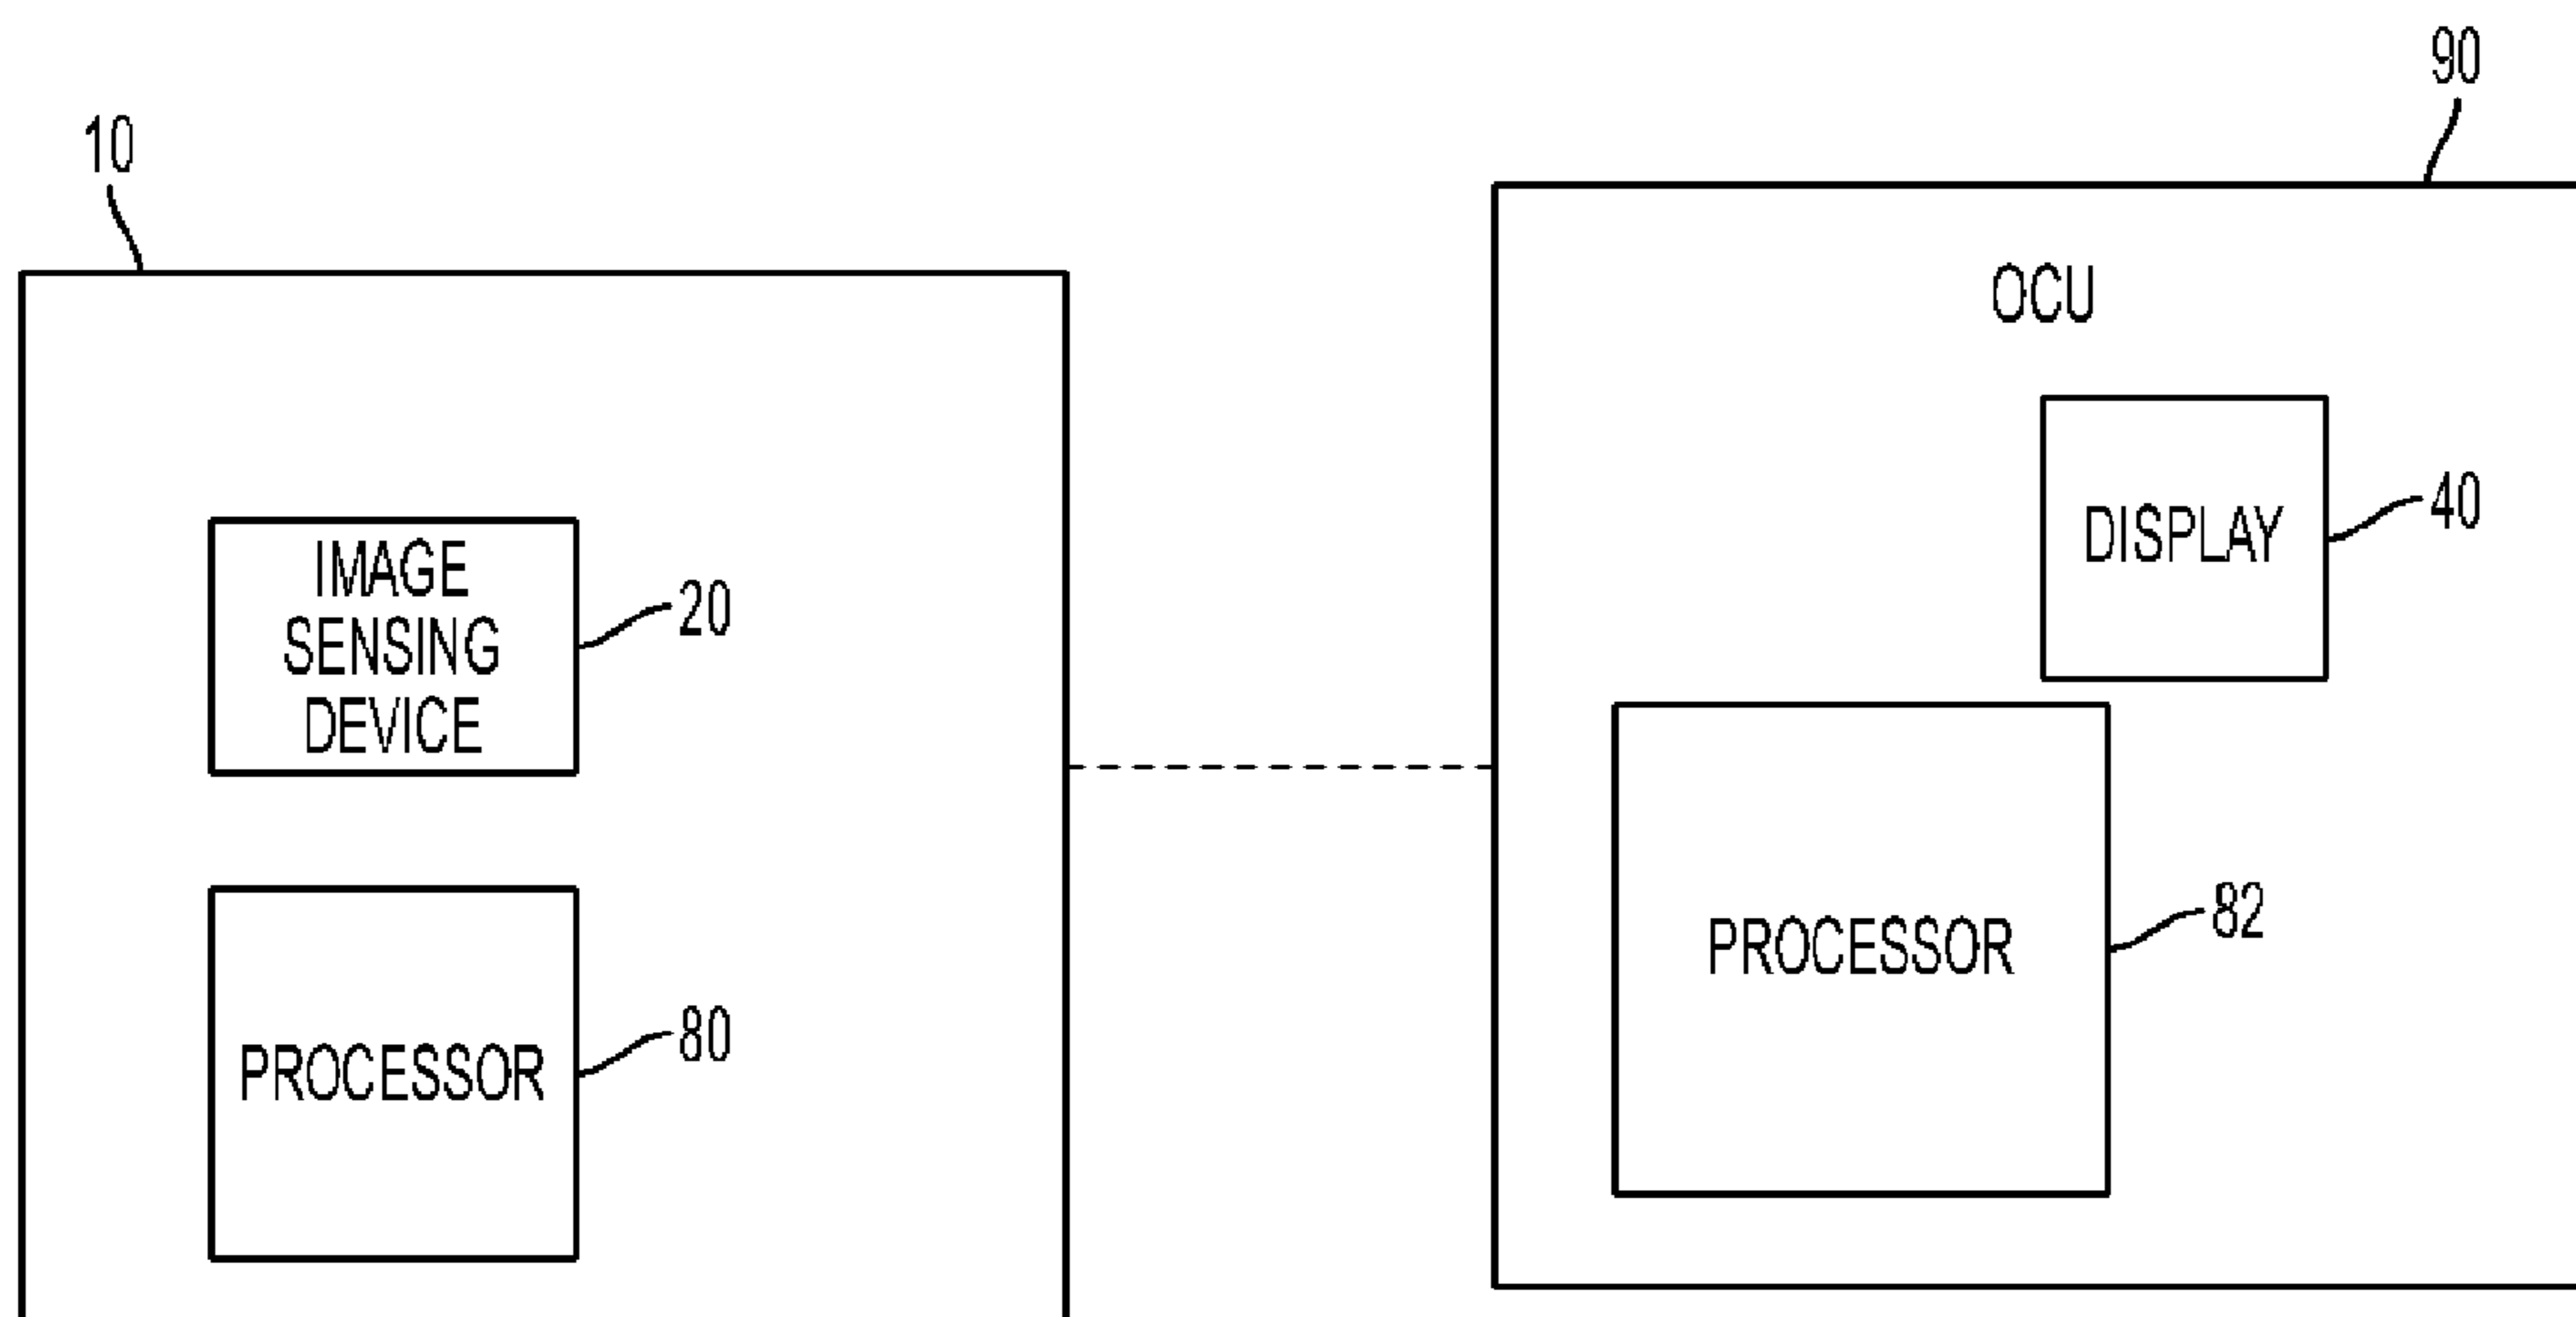 90
10
OCU
DISPLAY
40
IMAGE
SENSING
DEVICE
20
PROCESSOR
82
PROCESSOR
80